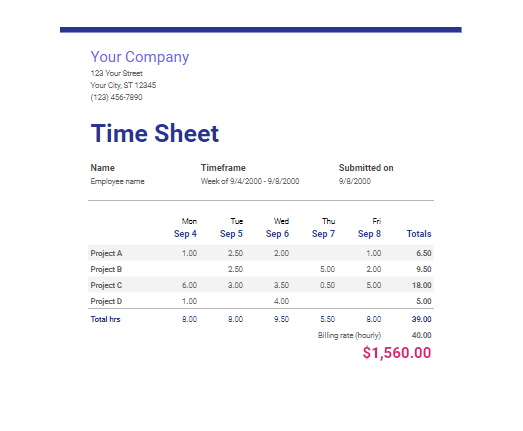 Your Company
123 Your Street
Your City, ST 12345
(123) 456-7890
Time Sheet
Name Timeframe Submitted on
Employee name Week of 9/4/2000 - 9/8/2000 9/8/2000
Mon Tue Wed Thu Fri
Sep 4 Sep 5 Sep 6 Sep 7 Sep 8 Totals
Project A 1.00 2.50 2.00 1.00 6.50
Project B 2.50 5.00 2.00 9.50
Project C 6.00 3.00 3.50 0.50 5.00 18.00
Project D 1.00 4.00 5.00
Total hrs 8.00 8.00 9.50 5.50 8.00 39.00
Billing rate (hourly) 40.00
$1,560.00